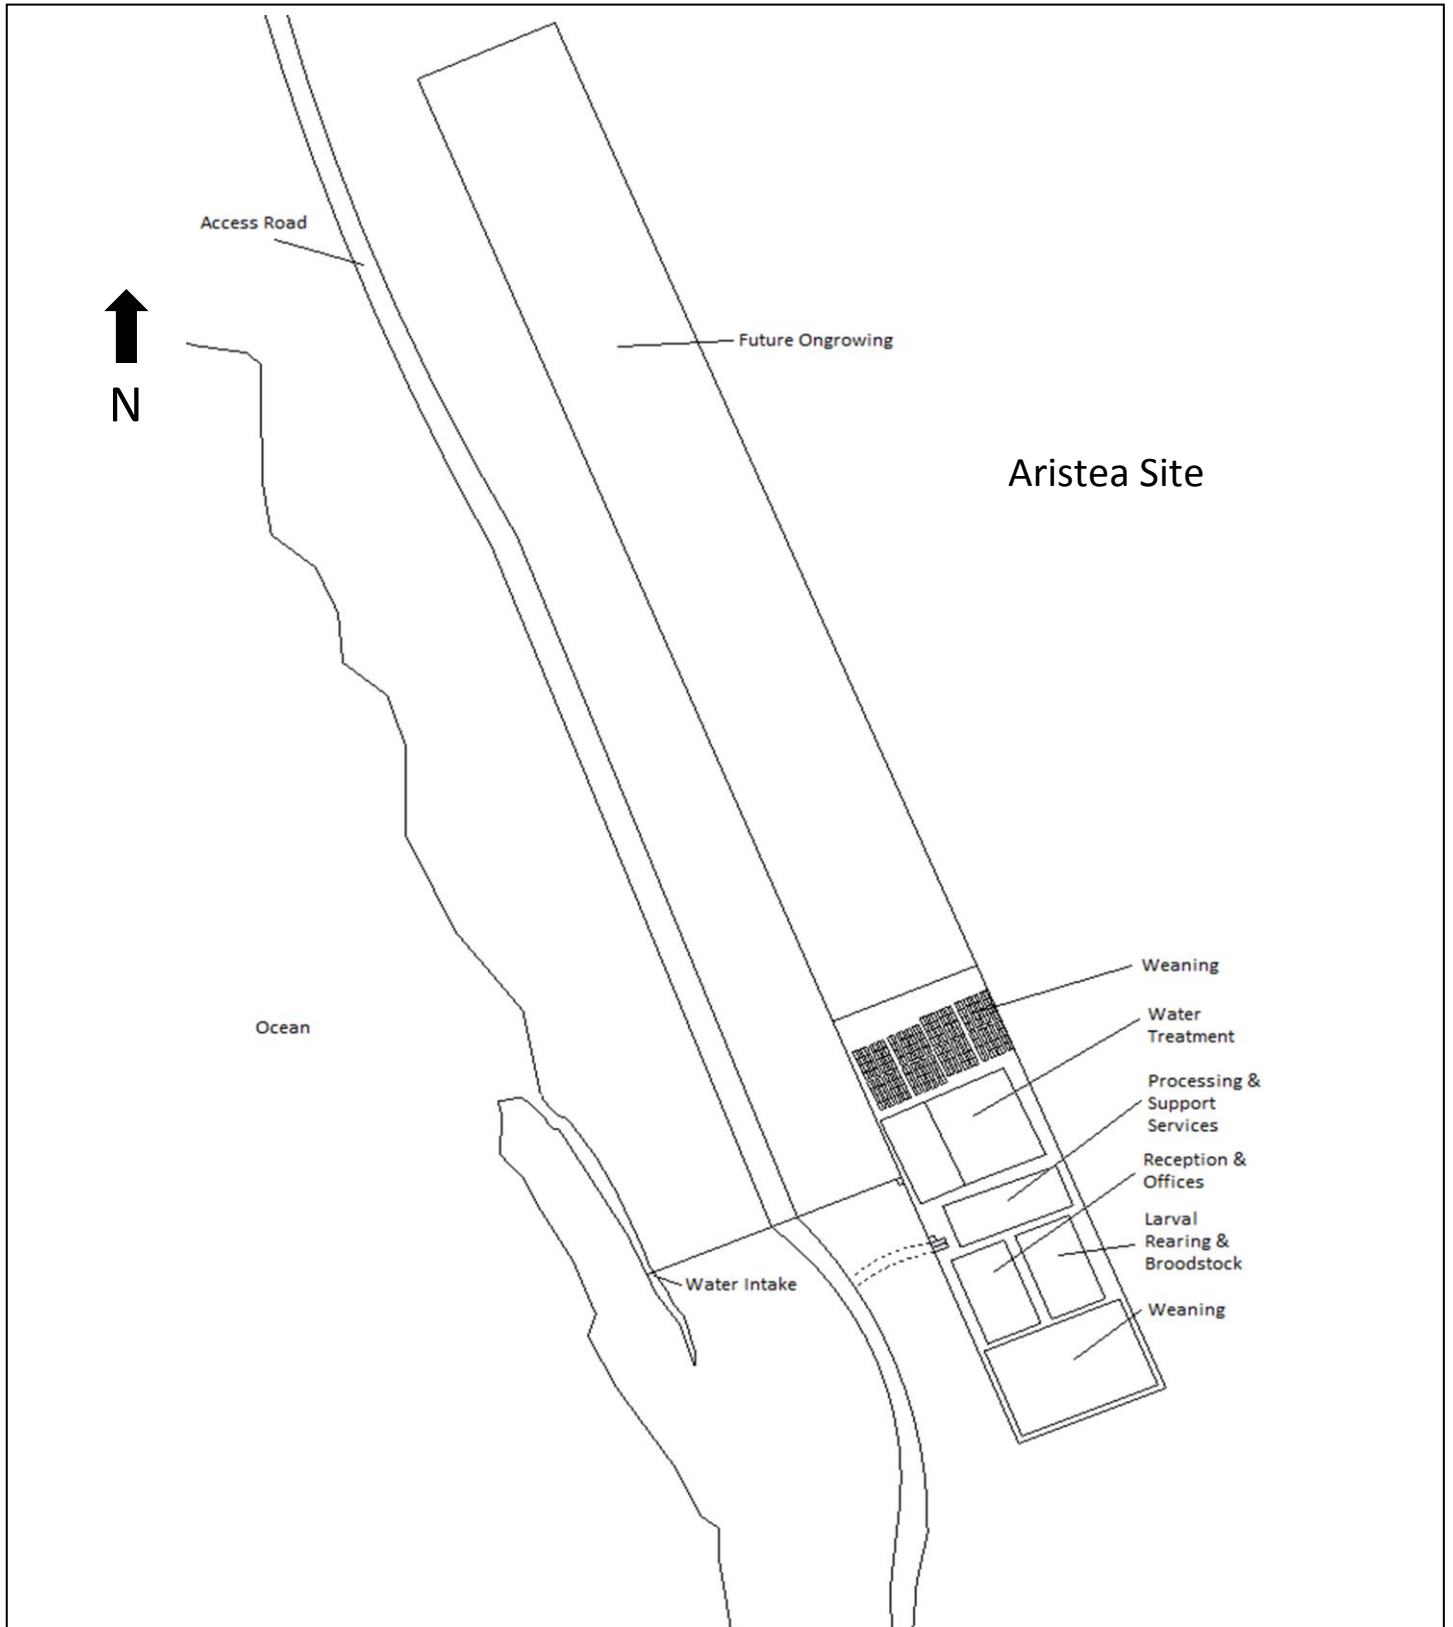 Access Road
N
Future Ongrowing
Aristea Site
Weaning
Ocean
Water
Treatment
Processing &
Support
Services
Reception &
Offices
Larval
Rearing &
Broodstock
Water Intake
Weaning